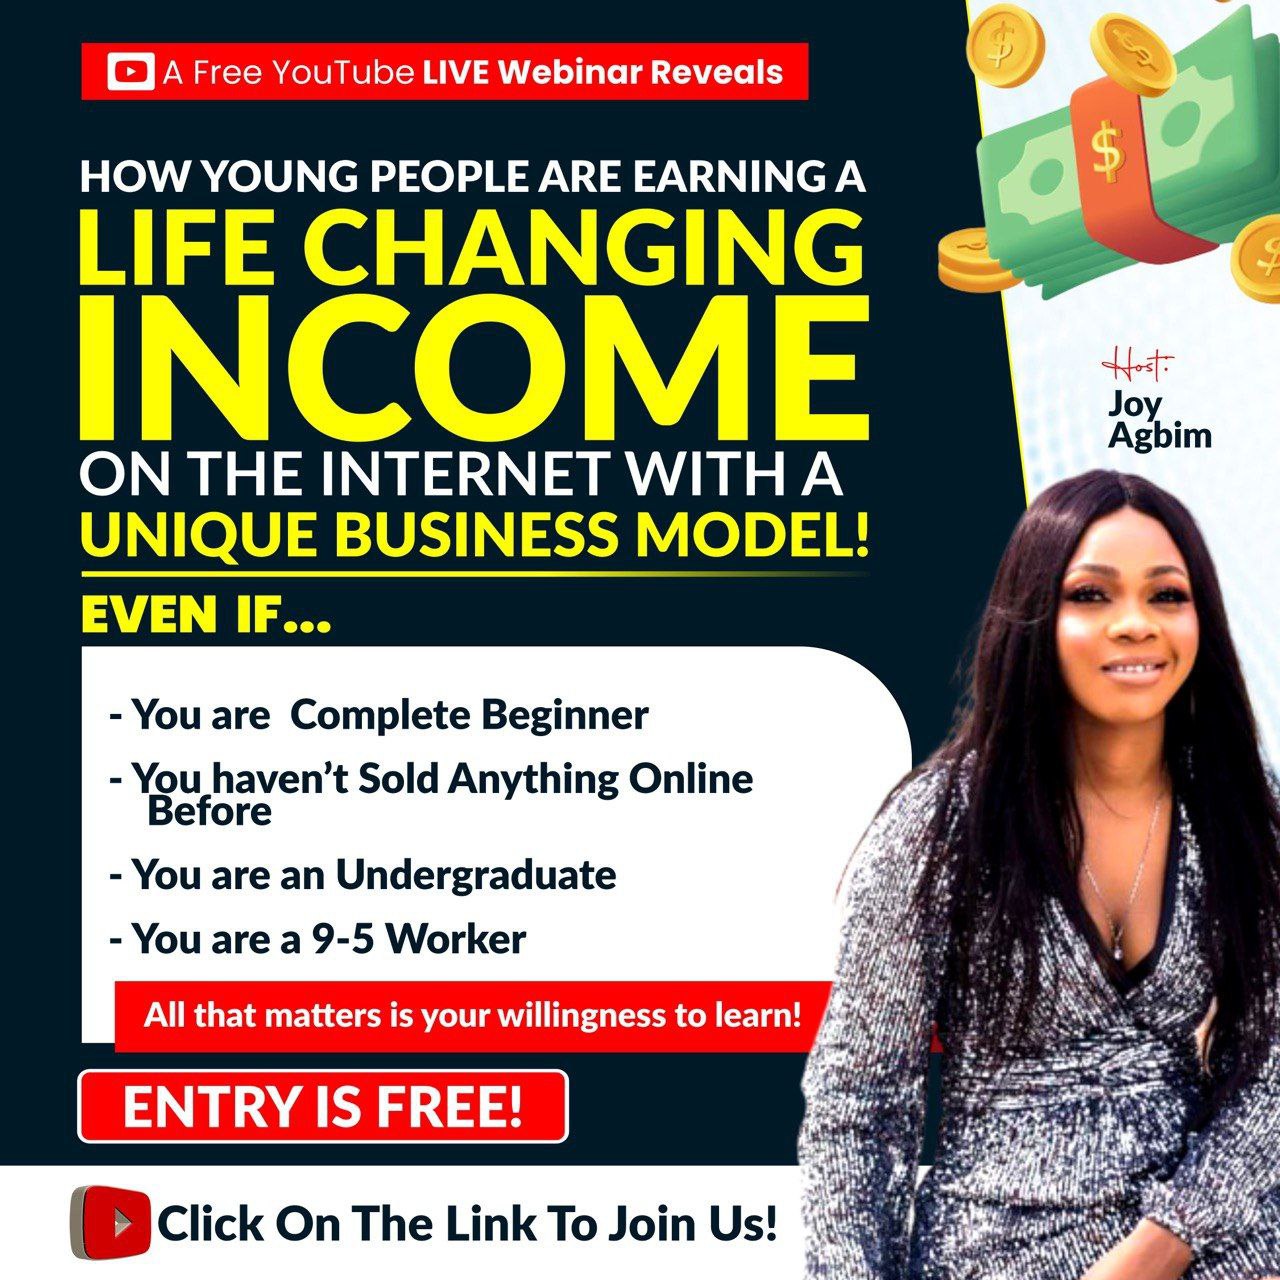 A Free YouTube LIVE Webinar Reveals
HOW YOUNG PEOPLE ARE EARNING A
LIFE CHANGING
INCOME
ON THE INTERNET WITH A
UNIQUE BUSINESS MODEL!
EVEN IF...
- You are  Complete Beginner
- You haven't Sold Anything Online
Before
- You are an Undergraduate
- You are a 9-5 Worker
All that matters is your willingness to learn!
ENTRY IS FREE!
Click On The Link To Join Us!
$
$
$
$
Host:
Joy
Agbim